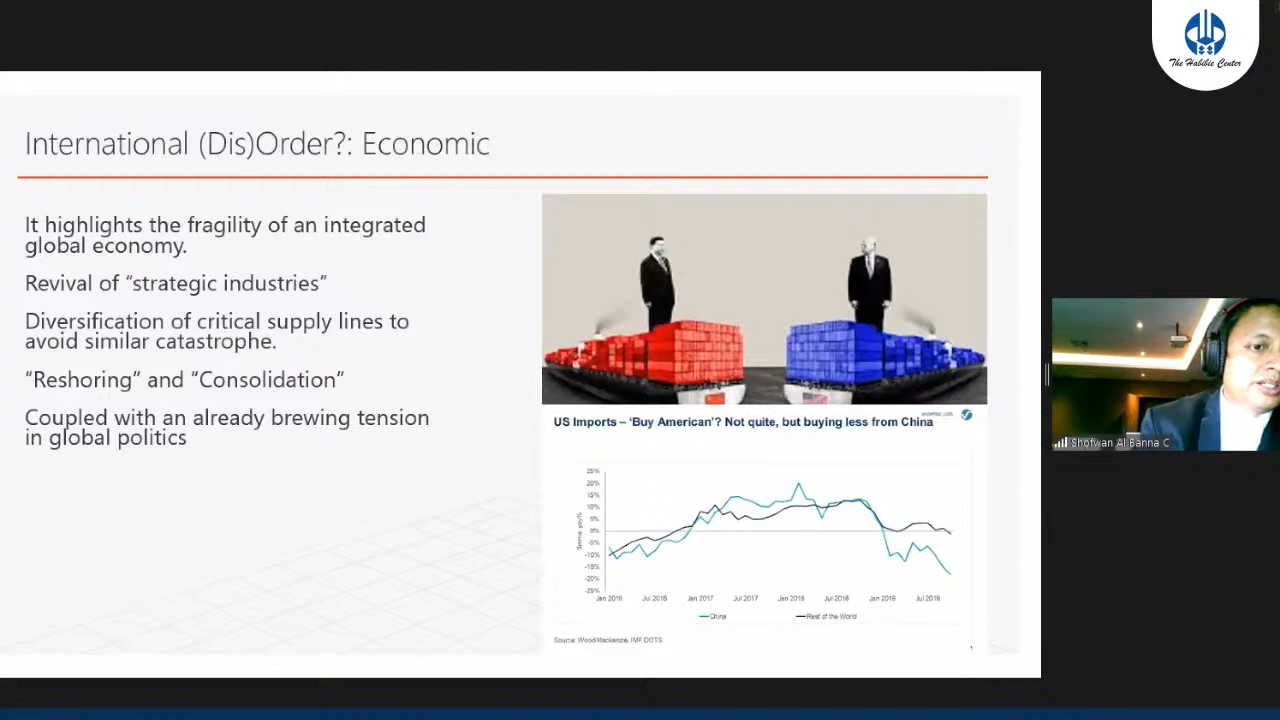 The Habibie Center
International (Dis)Order?: Economic
It highlights the fragility of an integrated
global economy.
Revival of “strategic industries”
Diversification of critical supply lines to
avoid similar catastrophe.
“Reshoring” and “Consolidation”
Coupled with an already brewing tension
in global politics
US Imports – ‘Buy American’? Not quite, but buying less from China
25%
20%
15%
10%
5%
0%
-5%
-10%
-15%
-20%
-25%
3mma, yoy%
Jan 2016 Jul 2016 Jan 2017 Jul 2017 Jan 2018 Jul 2018 Jan 2019 Jul 2019
China Rest of the World
Source: Wood Mackenzie, IMF DOTS
Shofwan Al Banna C